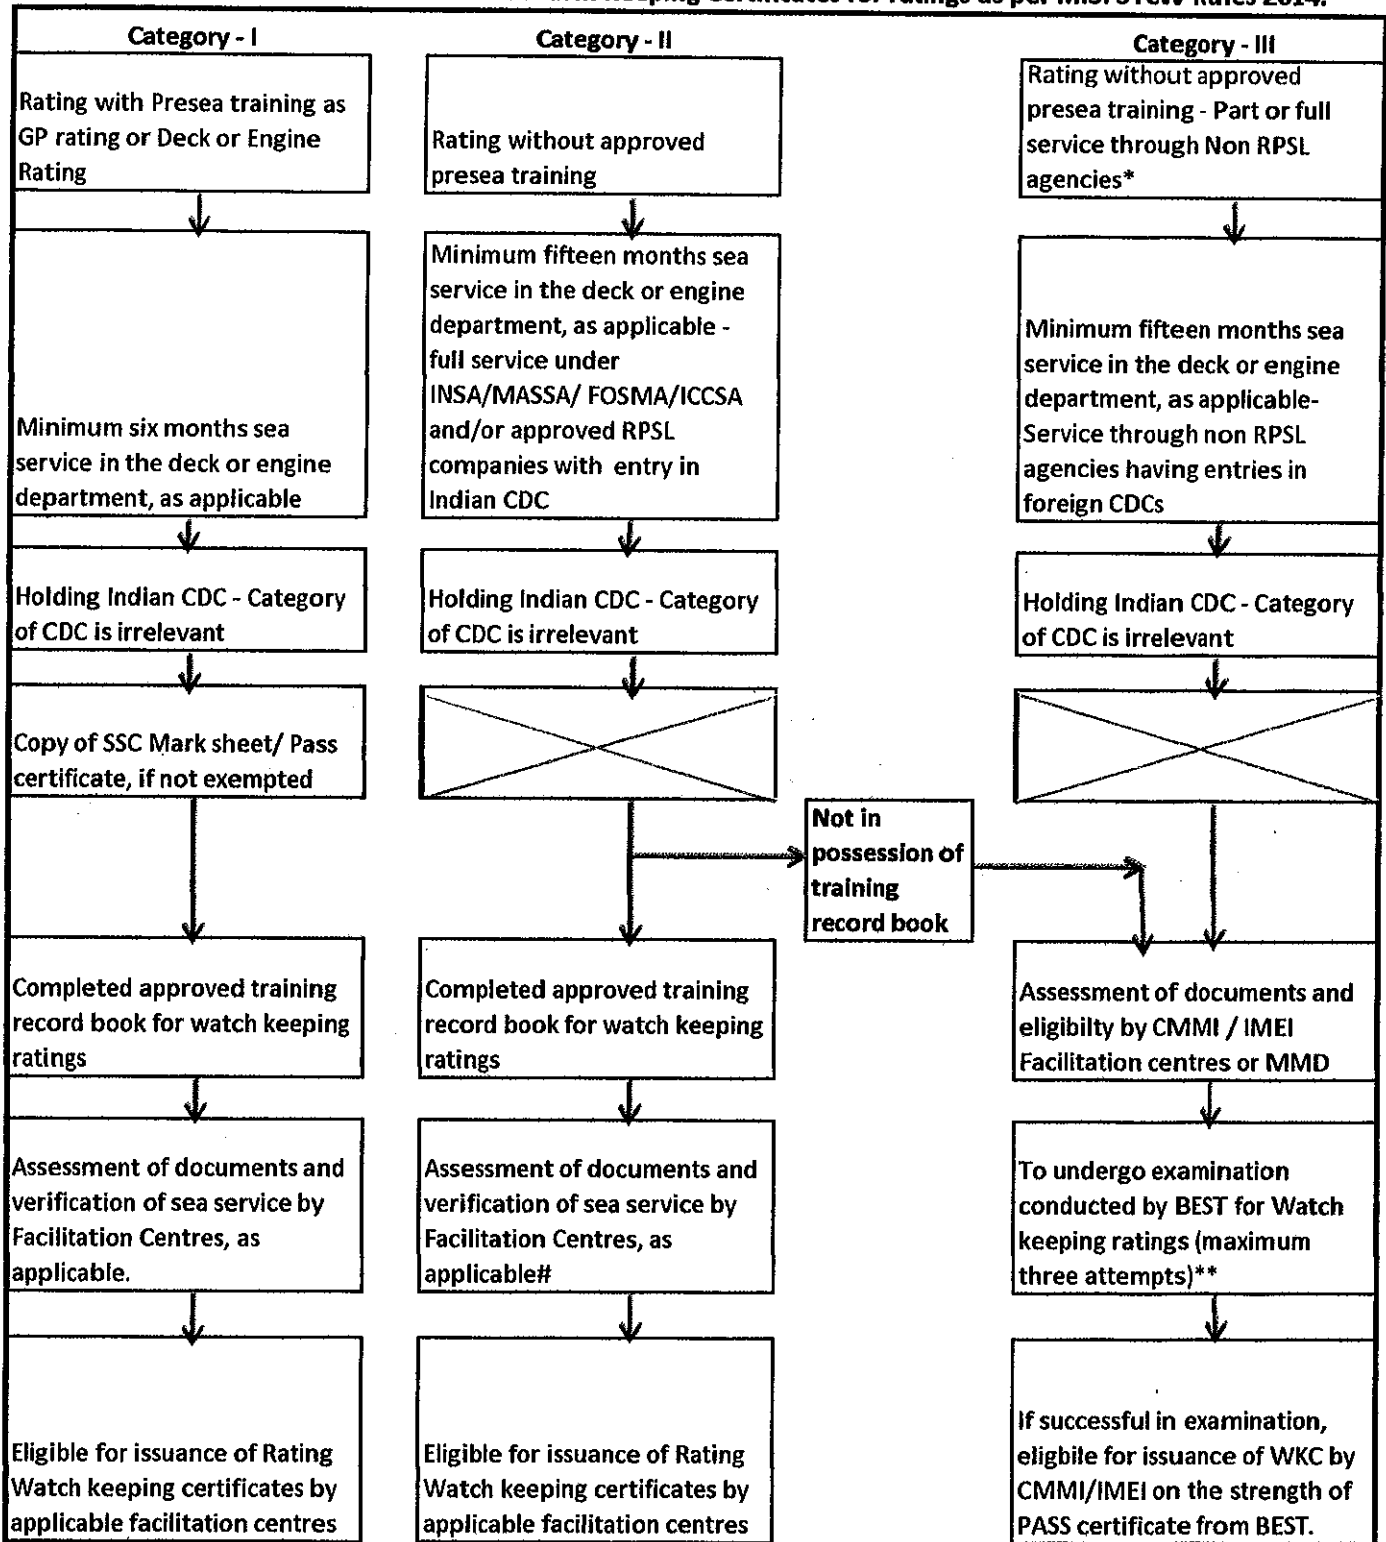 Keeping Certificates for ratings as per M.S. STCW Rules 2014.
Category - I
Rating with Presea training as
GP rating or Deck or Engine
Rating
Minimum six months sea
service in the deck or engine
department, as applicable
Holding Indian CDC - Category
of CDC is irrelevant
Copy of SSC Mark sheet/ Pass
certificate, if not exempted
Completed approved training
record book for watch keeping
ratings
Assessment of documents and
verification of sea service by
Facilitation Centres, as
applicable.
Eligible for issuance of Rating
Watch keeping certificates by
applicable facilitation centres
Category - II
Rating without approved
presea training
Minimum fifteen months sea
service in the deck or engine
department, as applicable -
full service under
INSA/MASSA/ FOSMA/ICCSA
and/or approved RPSL
companies with entry in
Indian CDC
Holding Indian CDC - Category
of CDC is irrelevant
Not in
possession of
training
record book
Completed approved training
record book for watch keeping
ratings
Assessment of documents and
verification of sea service by
Facilitation Centres, as
applicable#
Eligible for issuance of Rating
Watch keeping certificates by
applicable facilitation centres
Category - III
Rating without approved
presea training - Part or full
service through Non RPSL
agencies*
Minimum fifteen months sea
service in the deck or engine
department, as applicable-
Service through non RPSL
agencies having entries in
foreign CDCs
Holding Indian CDC - Category
of CDC is irrelevant
Assessment of documents and
eligibilty by CMMI / IMEI
Facilitation centres or MMD
To undergo examination
conducted by BEST for Watch
keeping ratings (maximum
three attempts)**
If successful in examination,
eligbile for issuance of WKC by
CMMI/IMEI on the strength of
PASS certificate from BEST.